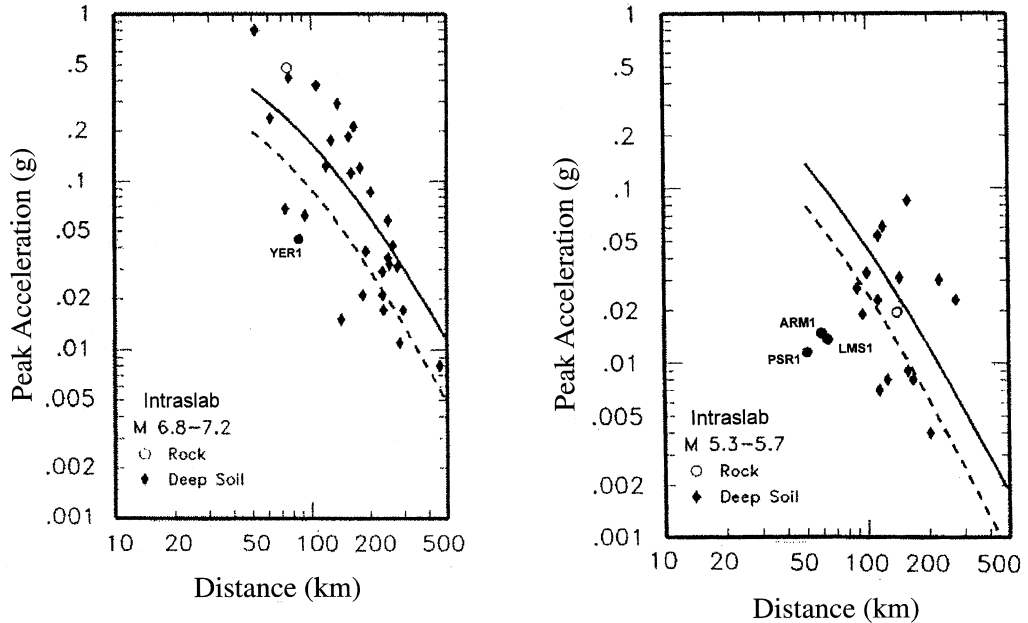 Peak Acceleration (g)
1
.5
.2
.1
.05
.02
.01
.005
.002
.001
YER1
Intraslab
M 6.8-7.2
Rock
Deep Soil
10
20
50
100
200
500
Distance (km)
Peak Acceleration (g)
1
.5
.2
.1
.05
.02
.01
.005
.002
.001
ARM1
LMS1
PSR1
Intraslab
M 5.3-5.7
Rock
Deep Soil
10
20
50
100
200
500
Distance (km)